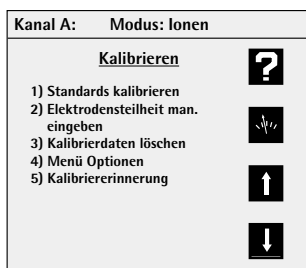 Kanal A: Modus: Ionen
Kalibrieren
1) Standards kalibrieren
2) Elektrodensteilheit man.
eingeben
3) Kalibrierdaten löschen
4) Menü Optionen
5) Kalibriererinnerung
?